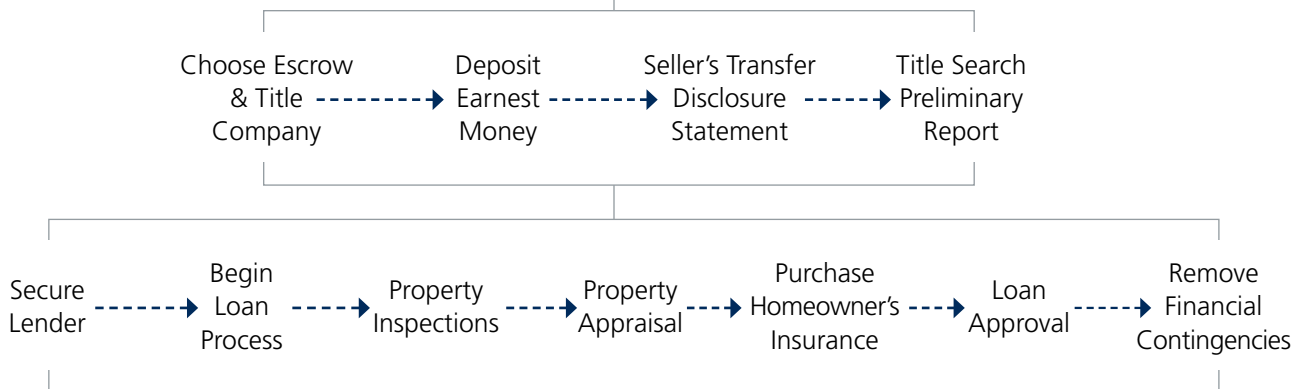 Choose Escrow
& Title
Company
Deposit
Earnest
Money
Seller’s Transfer
Disclosure
Statement
Title Search
Preliminary
Report
Secure
Lender
Begin
Loan
Process
Property
Inspections
Property
Appraisal
Purchase
Homeowner’s
Insurance
Loan
Approval
Remove
Financial
Contingencies